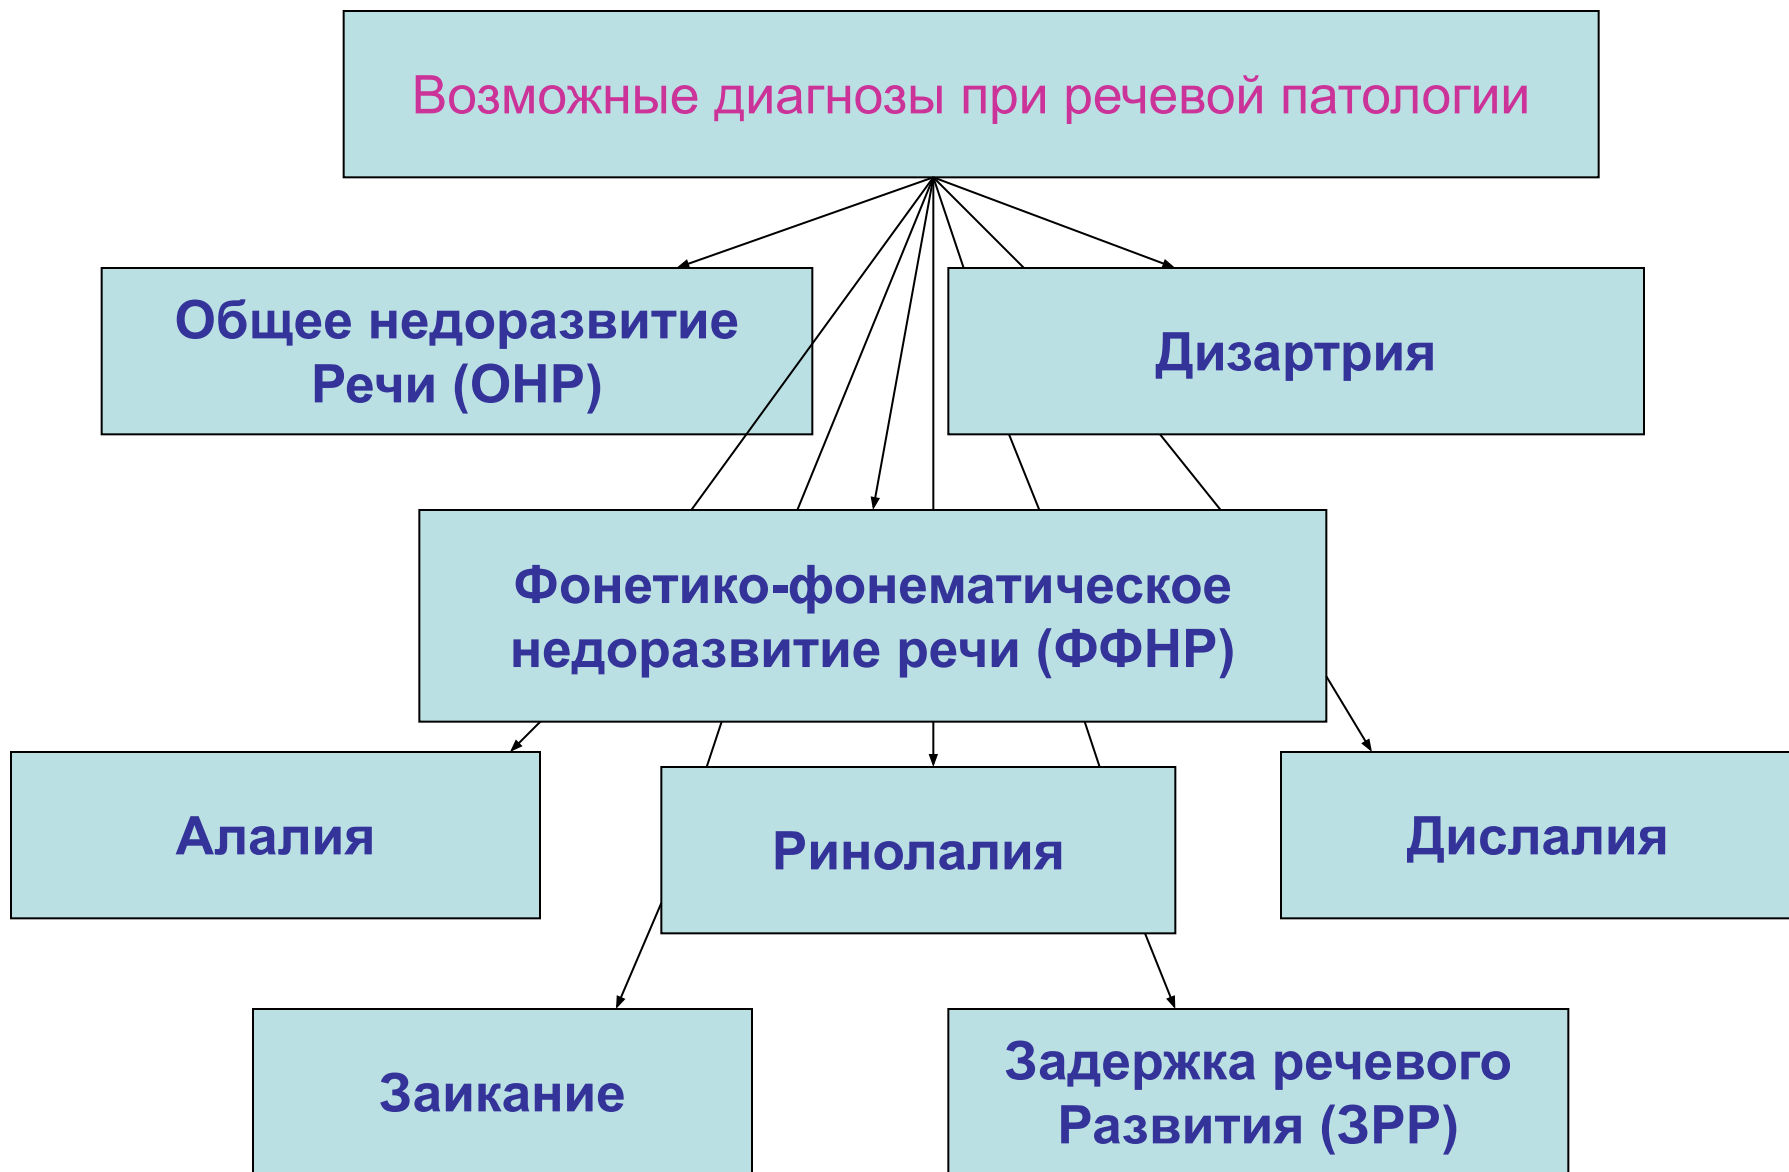 Возможные диагнозы при речевой патологии
Общее недоразвитие
Речи (ОНР)
Дизартрия
Фонетико-фонематическое
недоразвитие речи (ФФНР)
Алалия
Ринолалия
Дислалия
Заикание
Задержка речевого
Развития (ЗРР)